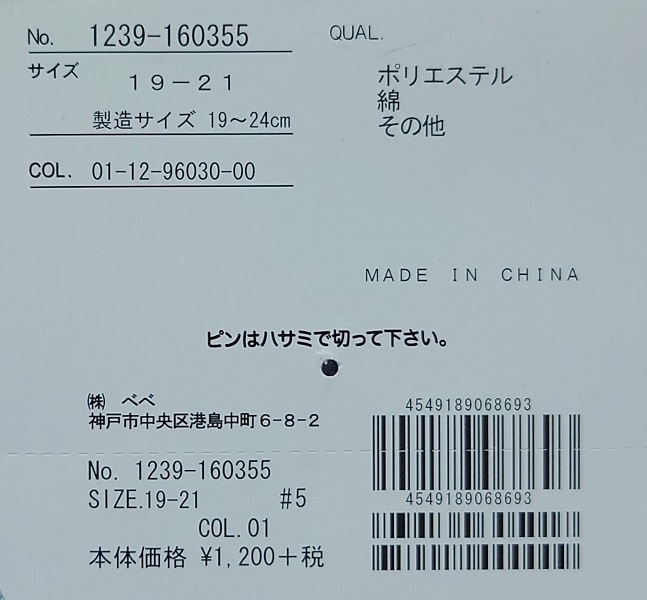 No. 1239-160355
サイズ 19-21
製造サイズ 19〜24cm
COL. 01-12-96030-00
QUAL.
ポリエステル
綿
その他
MADE IN CHINA
ピンはハサミで切って下さい。
㈱ べべ
神戸市中央区港島中町6-8-2
4549189068693
No. 1239-160355
SIZE.19-21 #5
COL.01
本体価格 ¥1,200+税
4549189068693